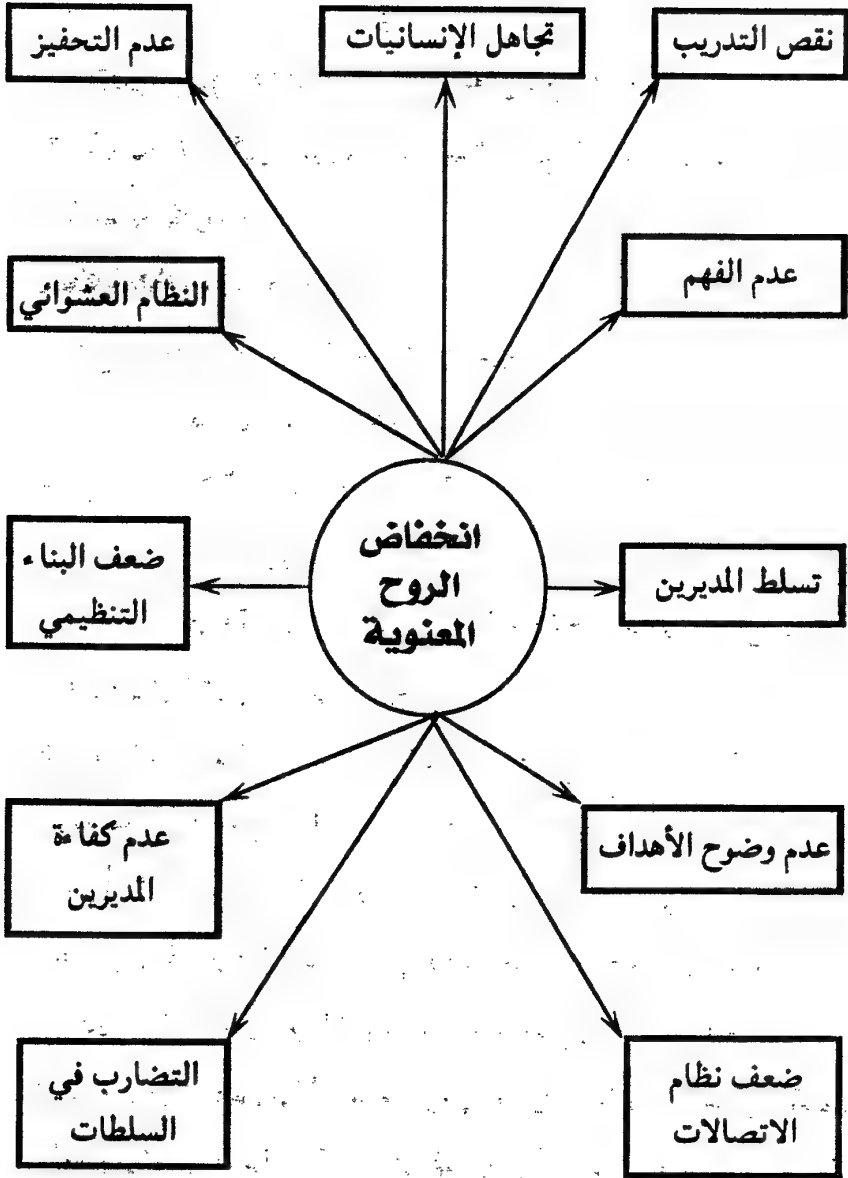 نقص التدريب
تجاهل الإنسانيات
عدم التحفيز
عدم الفهم
النظام العشوائي
انخفاض
الروح
المعنوية
تسلط المديرين
ضعف البناء
التنظيمي
عدم وضوح الأهداف
عدم كفاءة
المديرين
ضعف نظام
الاتصالات
التضارب في
السلطات